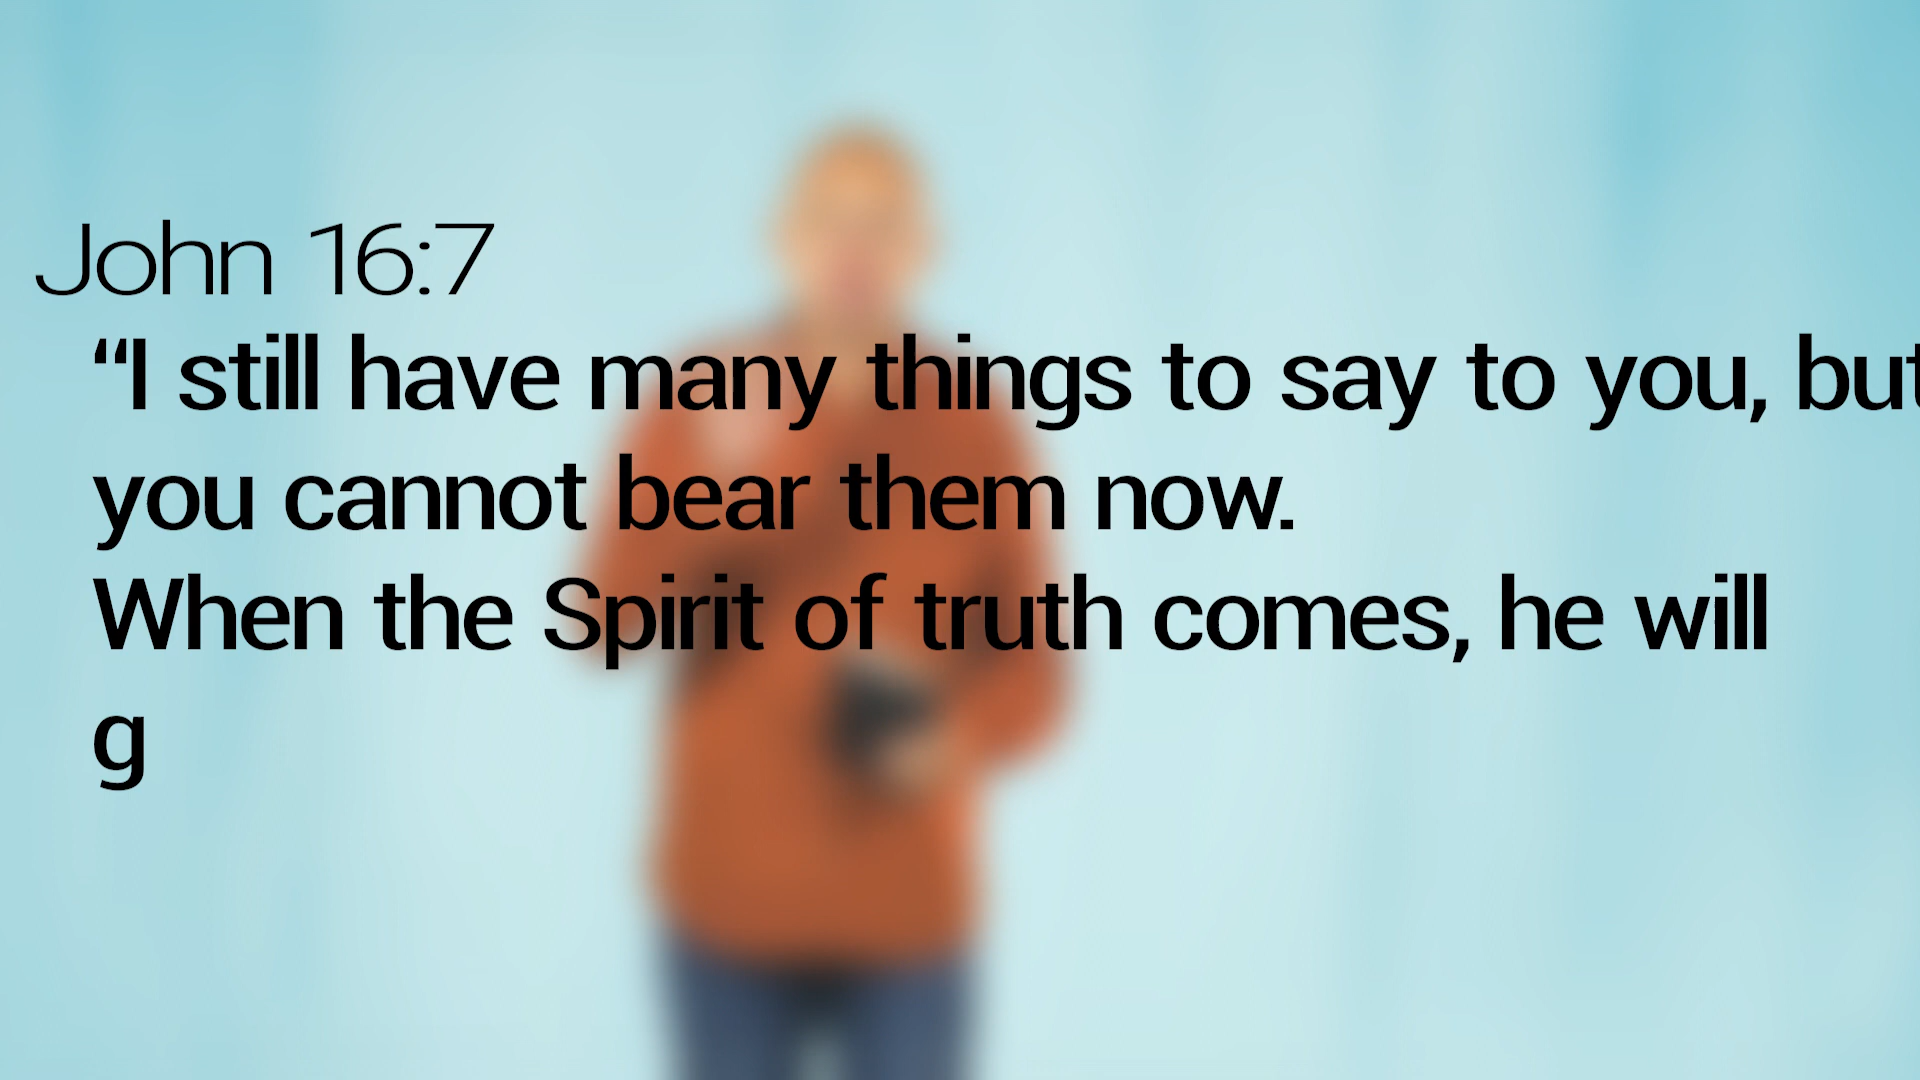 John 16:7
“I still have many things to say to you, but
you cannot bear them now.
When the Spirit of truth comes, he will
g